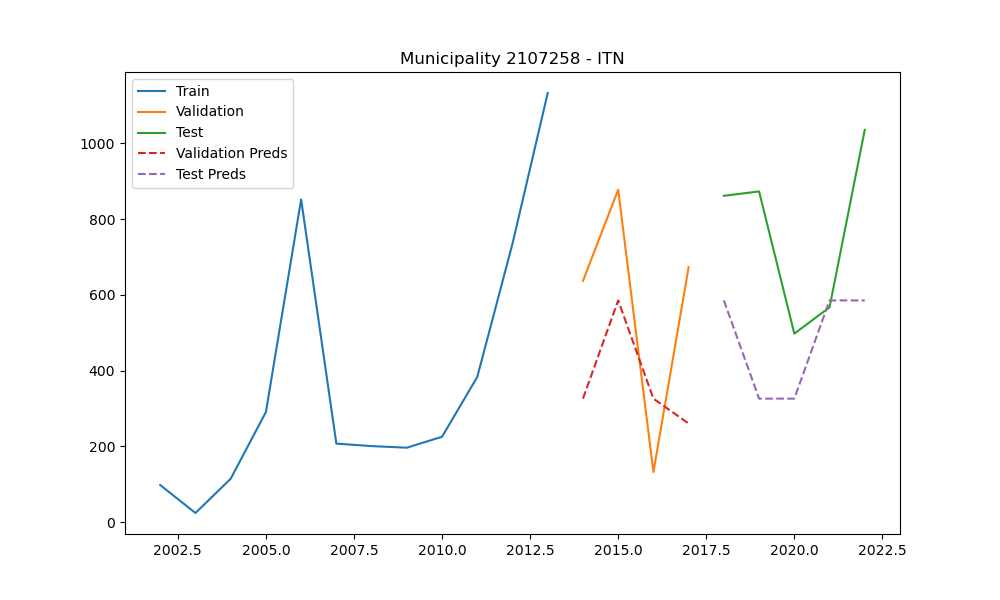 Municipality 2107258 - ITN
Train
Validation
Test
Validation Preds
Test Preds
1000
800
600
400
200
0
2002.5 2005.0 2007.5 2010.0 2012.5 2015.0 2017.5 2020.0 2022.5